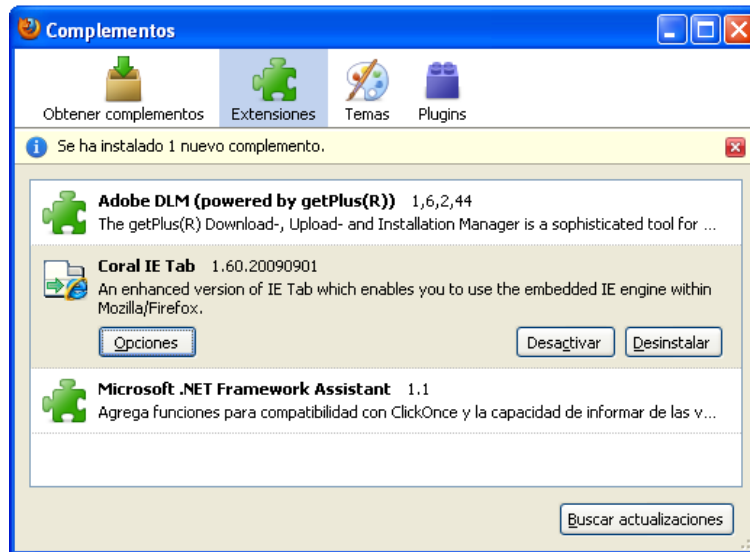 Complementos
Obtener complementos
Extensiones
Temas
Plugins
Se ha instalado 1 nuevo complemento.
Adobe DLM (powered by getPlus(R)) 1,6,2,44
The getPlus(R) Download-, Upload- and Installation Manager is a sophisticated tool for ...
Coral IE Tab 1.60.20090901
An enhanced version of IE Tab which enables you to use the embedded IE engine within
Mozilla/Firefox.
Opciones
Desactivar
Desinstalar
Microsoft .NET Framework Assistant 1.1
Agrega funciones para compatibilidad con ClickOnce y la capacidad de informar de las v...
Buscar actualizaciones